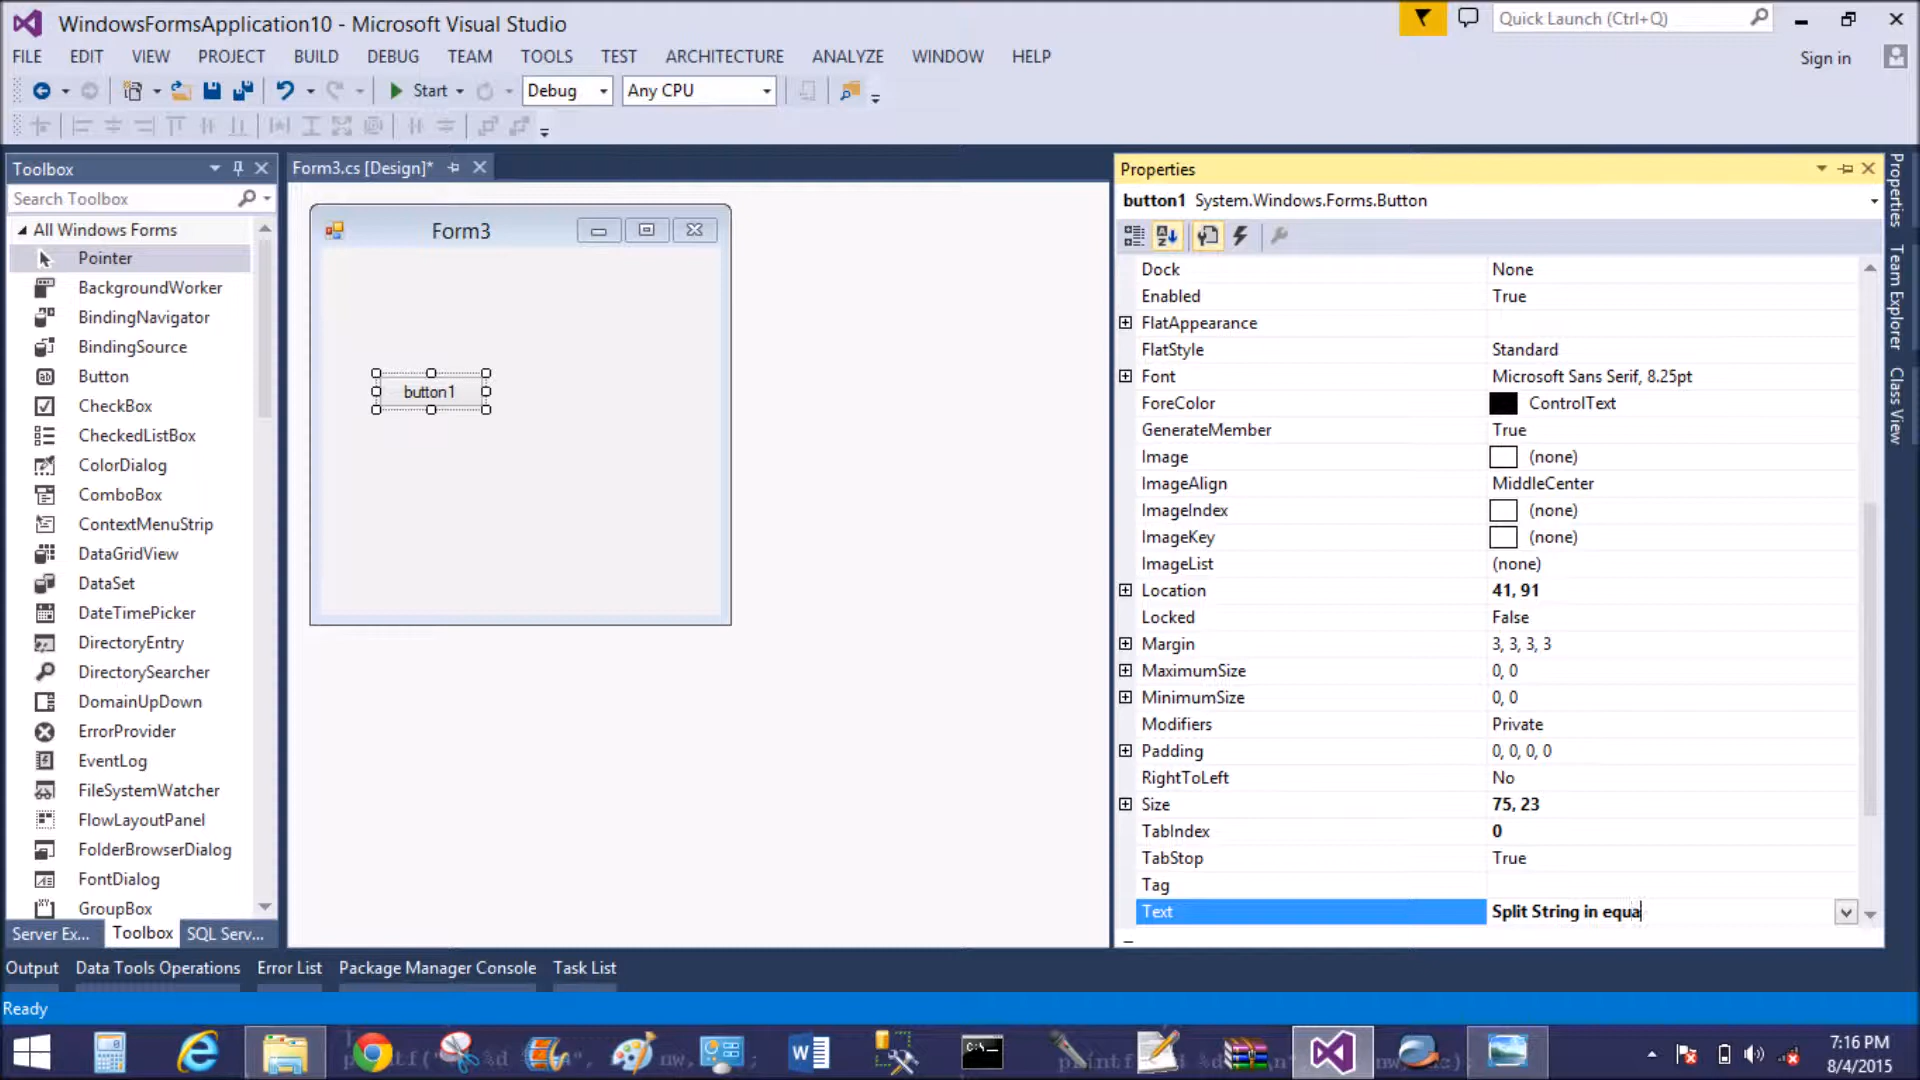 WindowsFormsApplication10 - Microsoft Visual Studio
Quick Launch (Ctrl+Q)
FILE EDIT VIEW PROJECT BUILD DEBUG TEAM TOOLS TEST ARCHITECTURE ANALYZE WINDOW HELP
Sign in
Start Debug Any CPU
Toolbox
Search Toolbox
All Windows Forms
Pointer
BackgroundWorker
BindingNavigator
BindingSource
Button
CheckBox
CheckedListBox
ColorDialog
ComboBox
ContextMenuStrip
DataGridView
DataSet
DateTimePicker
DirectoryEntry
DirectorySearcher
DomainUpDown
ErrorProvider
EventLog
FileSystemWatcher
FlowLayoutPanel
FolderBrowserDialog
FontDialog
GroupBox
Server Ex... Toolbox SQL Serv...
Form3.cs [Design]*
Form3
button1
Properties
button1 System.Windows.Forms.Button
Dock None
Enabled True
FlatAppearance
FlatStyle Standard
Font Microsoft Sans Serif, 8.25pt
ForeColor ControlText
GenerateMember True
Image (none)
ImageAlign MiddleCenter
ImageIndex (none)
ImageKey (none)
ImageList (none)
Location 41, 91
Locked False
Margin 3, 3, 3, 3
MaximumSize 0, 0
MinimumSize 0, 0
Modifiers Private
Padding 0, 0, 0, 0
RightToLeft No
Size 75, 23
TabIndex 0
TabStop True
Tag
Text Split String in equa
Properties
Team Explorer
Class View
Output Data Tools Operations Error List Package Manager Console Task List
Ready
7:16 PM
8/4/2015